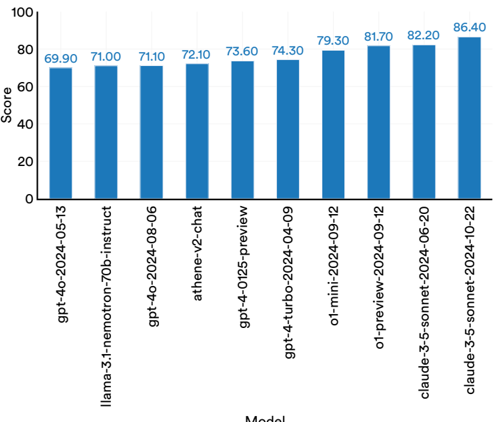 100
80
60
40
20
0
Score
69.90
71.00
71.10
72.10
73.60
74.30
79.30
81.70
82.20
86.40
gpt-4o-2024-05-13
llama-3.1-nemotron-70b-instruct
gpt-4o-2024-08-06
athene-v2-chat
gpt-4-0125-preview
gpt-4-turbo-2024-04-09
o1-mini-2024-09-12
o1-preview-2024-09-12
claude-3-5-sonnet-2024-06-20
claude-3-5-sonnet-2024-10-22
Model